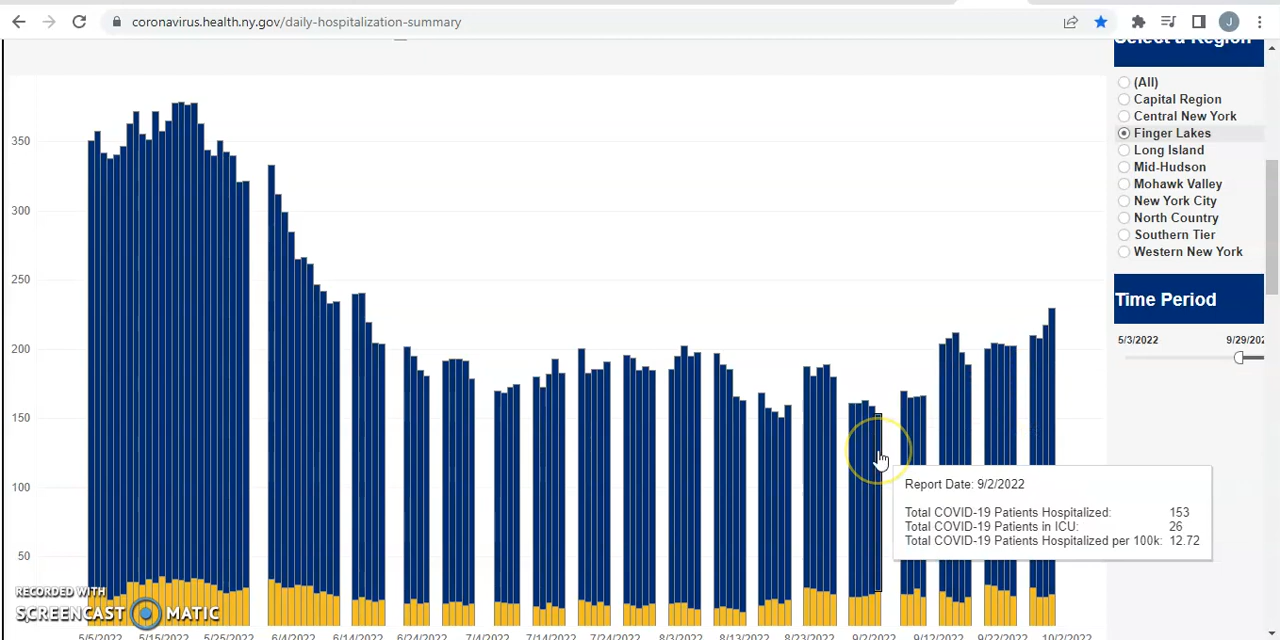 coronavirus.health.ny.gov/daily-hospitalization-summary
J
Select a Region
(All)
Capital Region
Central New York
Finger Lakes
Long Island
Mid-Hudson
Mohawk Valley
New York City
North Country
Southern Tier
Western New York
Time Period
5/3/2022 9/29/202
350
300
250
200
150
100
50
Report Date: 9/2/2022
Total COVID-19 Patients Hospitalized: 153
Total COVID-19 Patients in ICU: 26
Total COVID-19 Patients Hospitalized per 100k: 12.72
RECORDED WITH
SCREENCAST MATIC
5/5/2022 5/15/2022 5/25/2022 6/4/2022 6/14/2022 6/24/2022 7/4/2022 7/14/2022 7/24/2022 8/3/2022 8/13/2022 8/23/2022 9/2/2022 9/12/2022 9/22/2022 10/2/2022